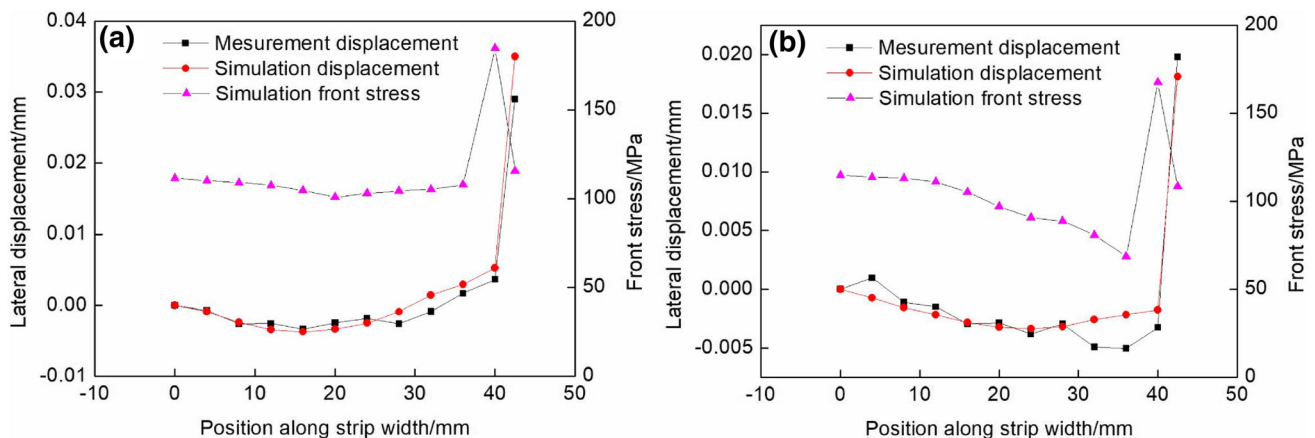 (a)
Mesurement displacement
Simulation displacement
Simulation front stress
Lateral displacement/mm
0.04
0.03
0.02
0.01
0.00
-0.01
Front stress/MPa
200
150
100
50
0
-10 0 10 20 30 40 50
Position along strip width/mm
(b)
Mesurement displacement
Simulation displacement
Simulation front stress
Lateral displacement/mm
0.020
0.015
0.010
0.005
0.000
-0.005
Front stress/MPa
200
150
100
50
0
-10 0 10 20 30 40 50
Position along strip width/mm